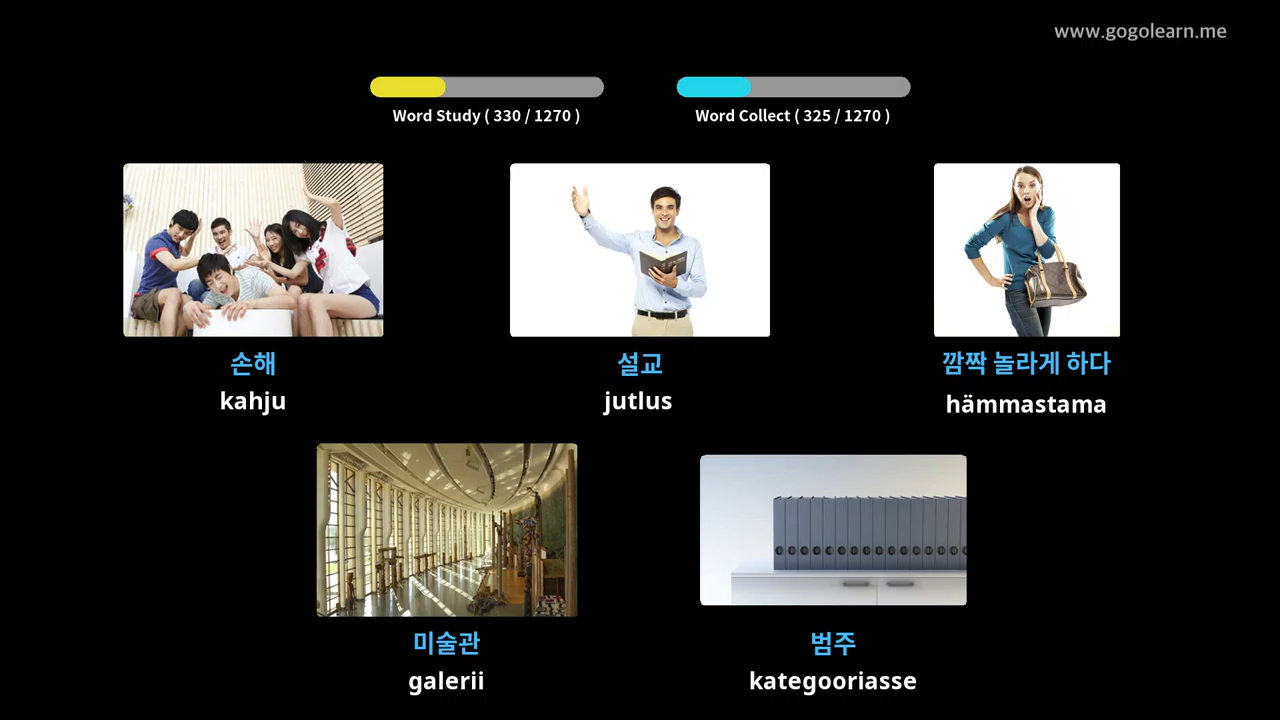 www.gogolearn.me
Word Study ( 330 / 1270 )
Word Collect ( 325 / 1270 )
손해
kahju
설교
jutlus
깜짝 놀라게 하다
hämmastama
미술관
galerii
범주
kategooriasse